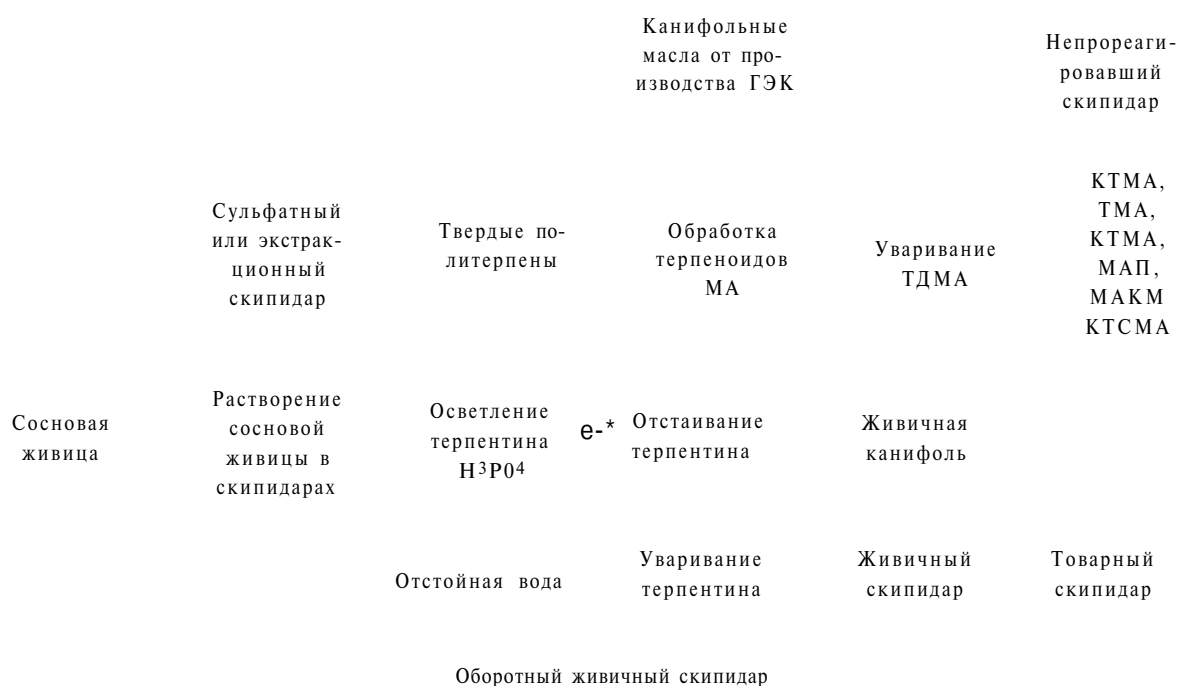 Канифольные
масла от про-
изводства ГЭК
Непрореаги-
ровавший
скипидар
Сульфатный
или экстрак-
ционный
скипидар
Твердые по-
литерпены
Обработка
терпеноидов
МА
Уваривание
ТДМА
КТМА,
ТМА,
КТМА,
МАП,
МАКМ
КТСМА
Сосновая
живица
Растворение
сосновой
живицы в
скипидарах
Осветление
терпентина
H3P04
e-*
Отстаивание
терпентина
Живичная
канифоль
Отстойная вода
Уваривание
терпентина
Живичный
скипидар
Товарный
скипидар
Оборотный живичный скипидар